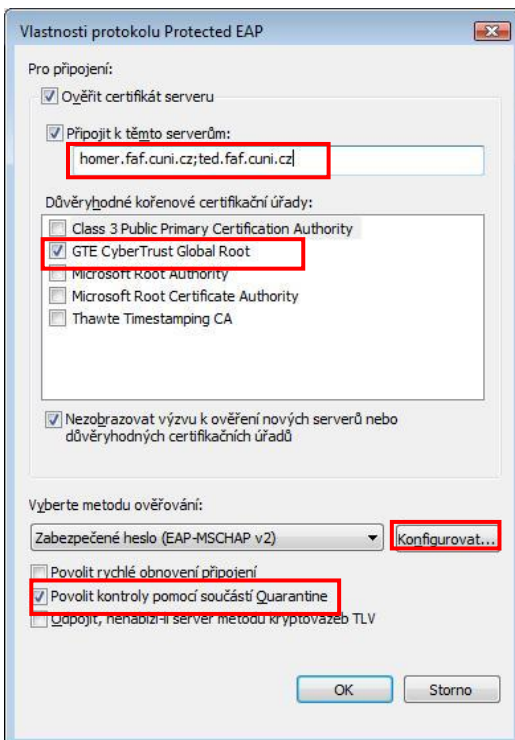 Vlastnosti protokolu Protected EAP
Pro připojení:
Ověřit certifikát serveru
Připojit k těmto serverům:
homer.faf.cuni.cz;ted.faf.cuni.cz
Důvěryhodné kořenové certifikační úřady:
Class 3 Public Primary Certification Authority
GTE CyberTrust Global Root
Microsoft Root Authority
Microsoft Root Certificate Authority
Thawte Timestamping CA
Nezobrazovat výzvu k ověření nových serverů nebo
důvěryhodných certifikačních úřadů
Vyberte metodu ověřování:
Zabezpečené heslo (EAP-MSCHAP v2)
Konfigurovat...
Povolit rychlé obnovení připojení
Povolit kontroly pomocí součástí Quarantine
Odpojit, nenabízí-li server metodu kryptovazeb TLV
OK
Storno